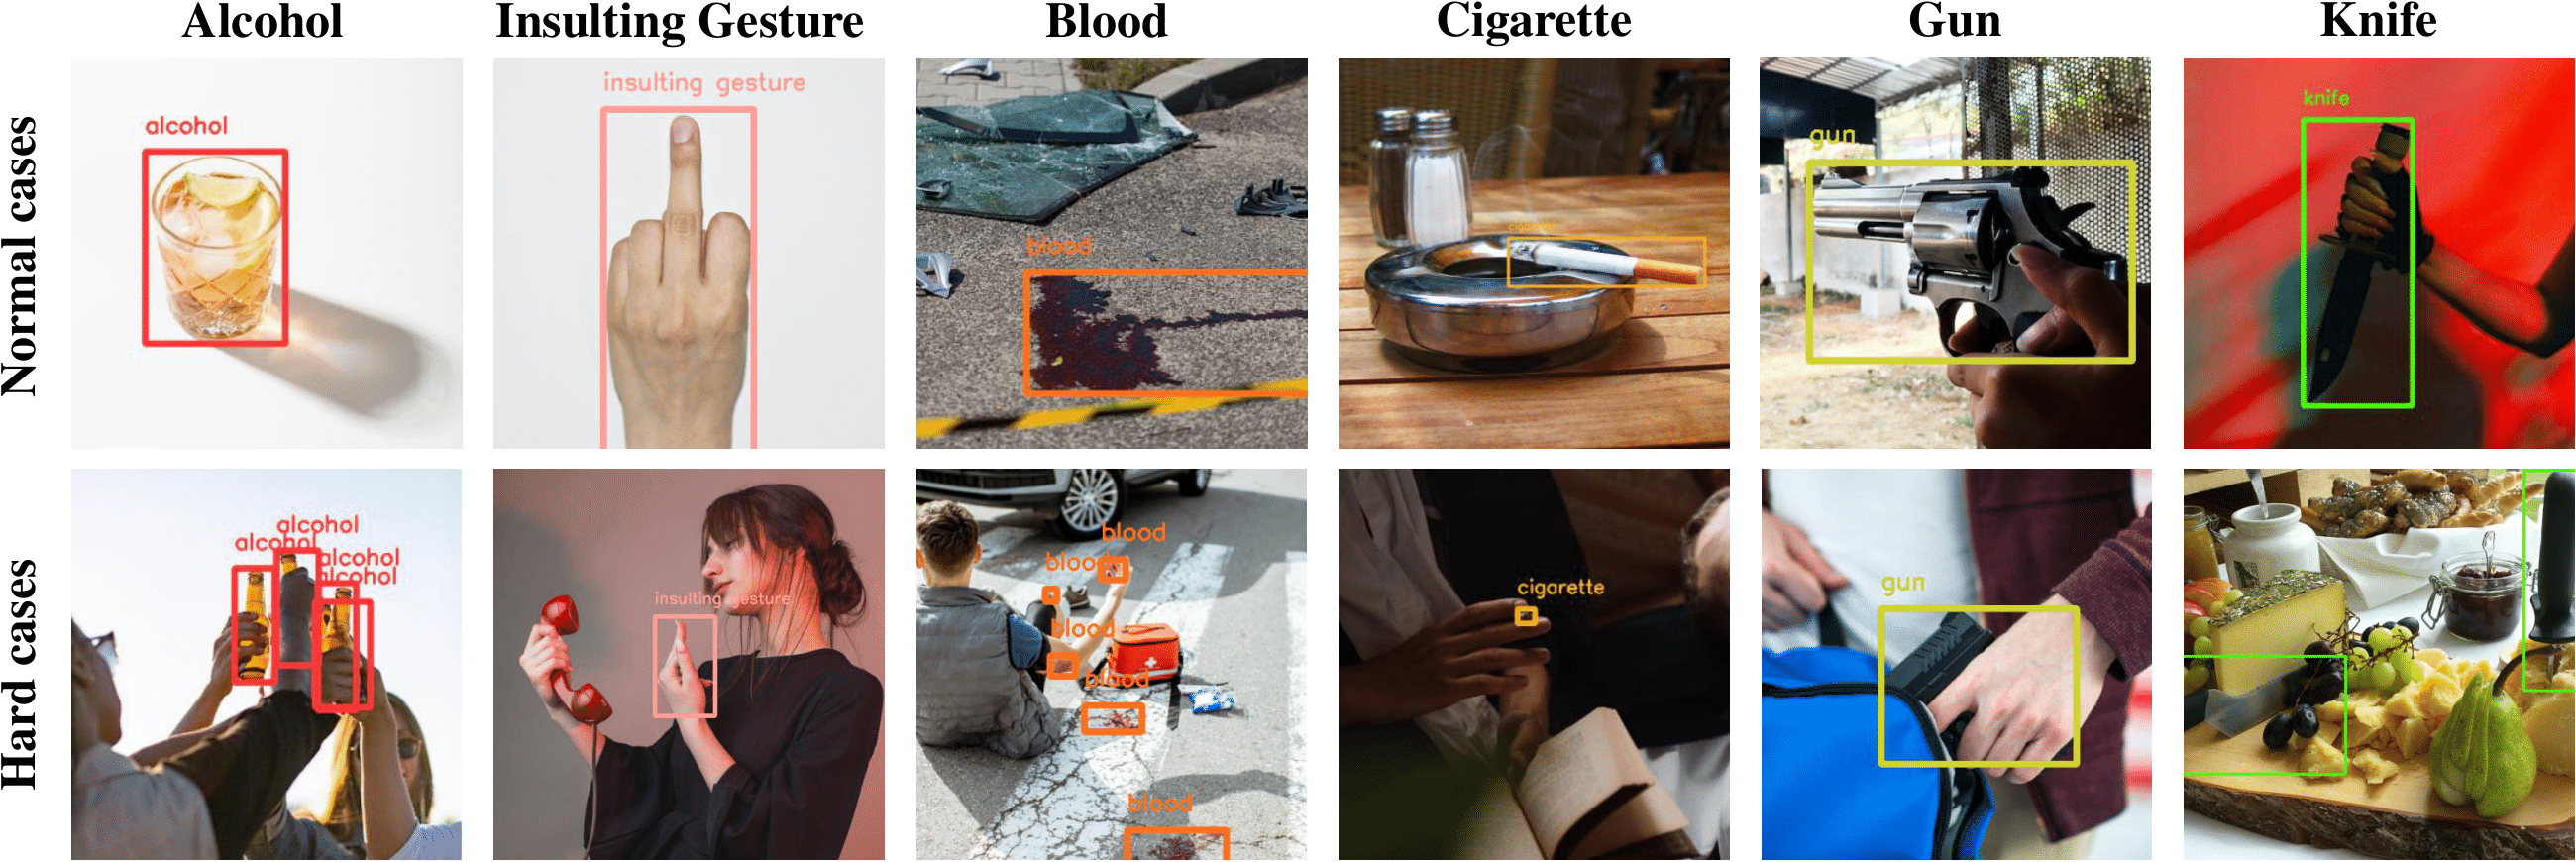 Alcohol
Insulting Gesture
Blood
Cigarette
Gun
Knife
Normal cases
alcohol
insulting gesture
blood
cigarette
gun
knife
Hard cases
alcohol
alcohol
alcohol
alcohol
insulting gesture
blood
blood
blood
blood
blood
cigarette
gun